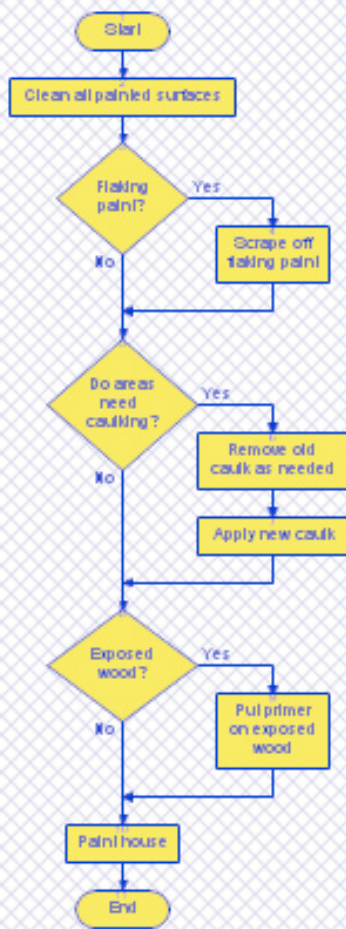 Start
Clean all painted surfaces
Flaking
paint?
Yes
Scrape off
flaking paint
No
Do areas
need
caulking?
Yes
Remove old
caulk as needed
No
Apply new caulk
Exposed
wood?
Yes
Put primer
on exposed
wood
No
Paint house
End